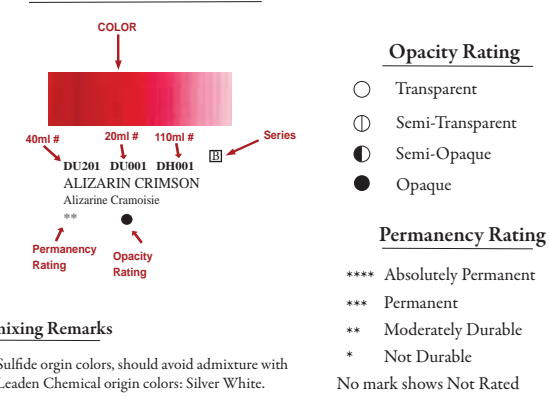 COLOR
40ml #
20ml #
110ml #
Series
DU201 DU001 DH001 B
ALIZARIN CRIMSON
Alizarine Cramoisie
**
Permanency
Rating
Opacity
Rating
Opacity Rating
Transparent
Semi-Transparent
Semi-Opaque
Opaque
Permanency Rating
**** Absolutely Permanent
*** Permanent
** Moderately Durable
* Not Durable
No mark shows Not Rated
mixing Remarks
Sulfide orgin colors, should avoid admixture with
Leaden Chemical origin colors: Silver White.